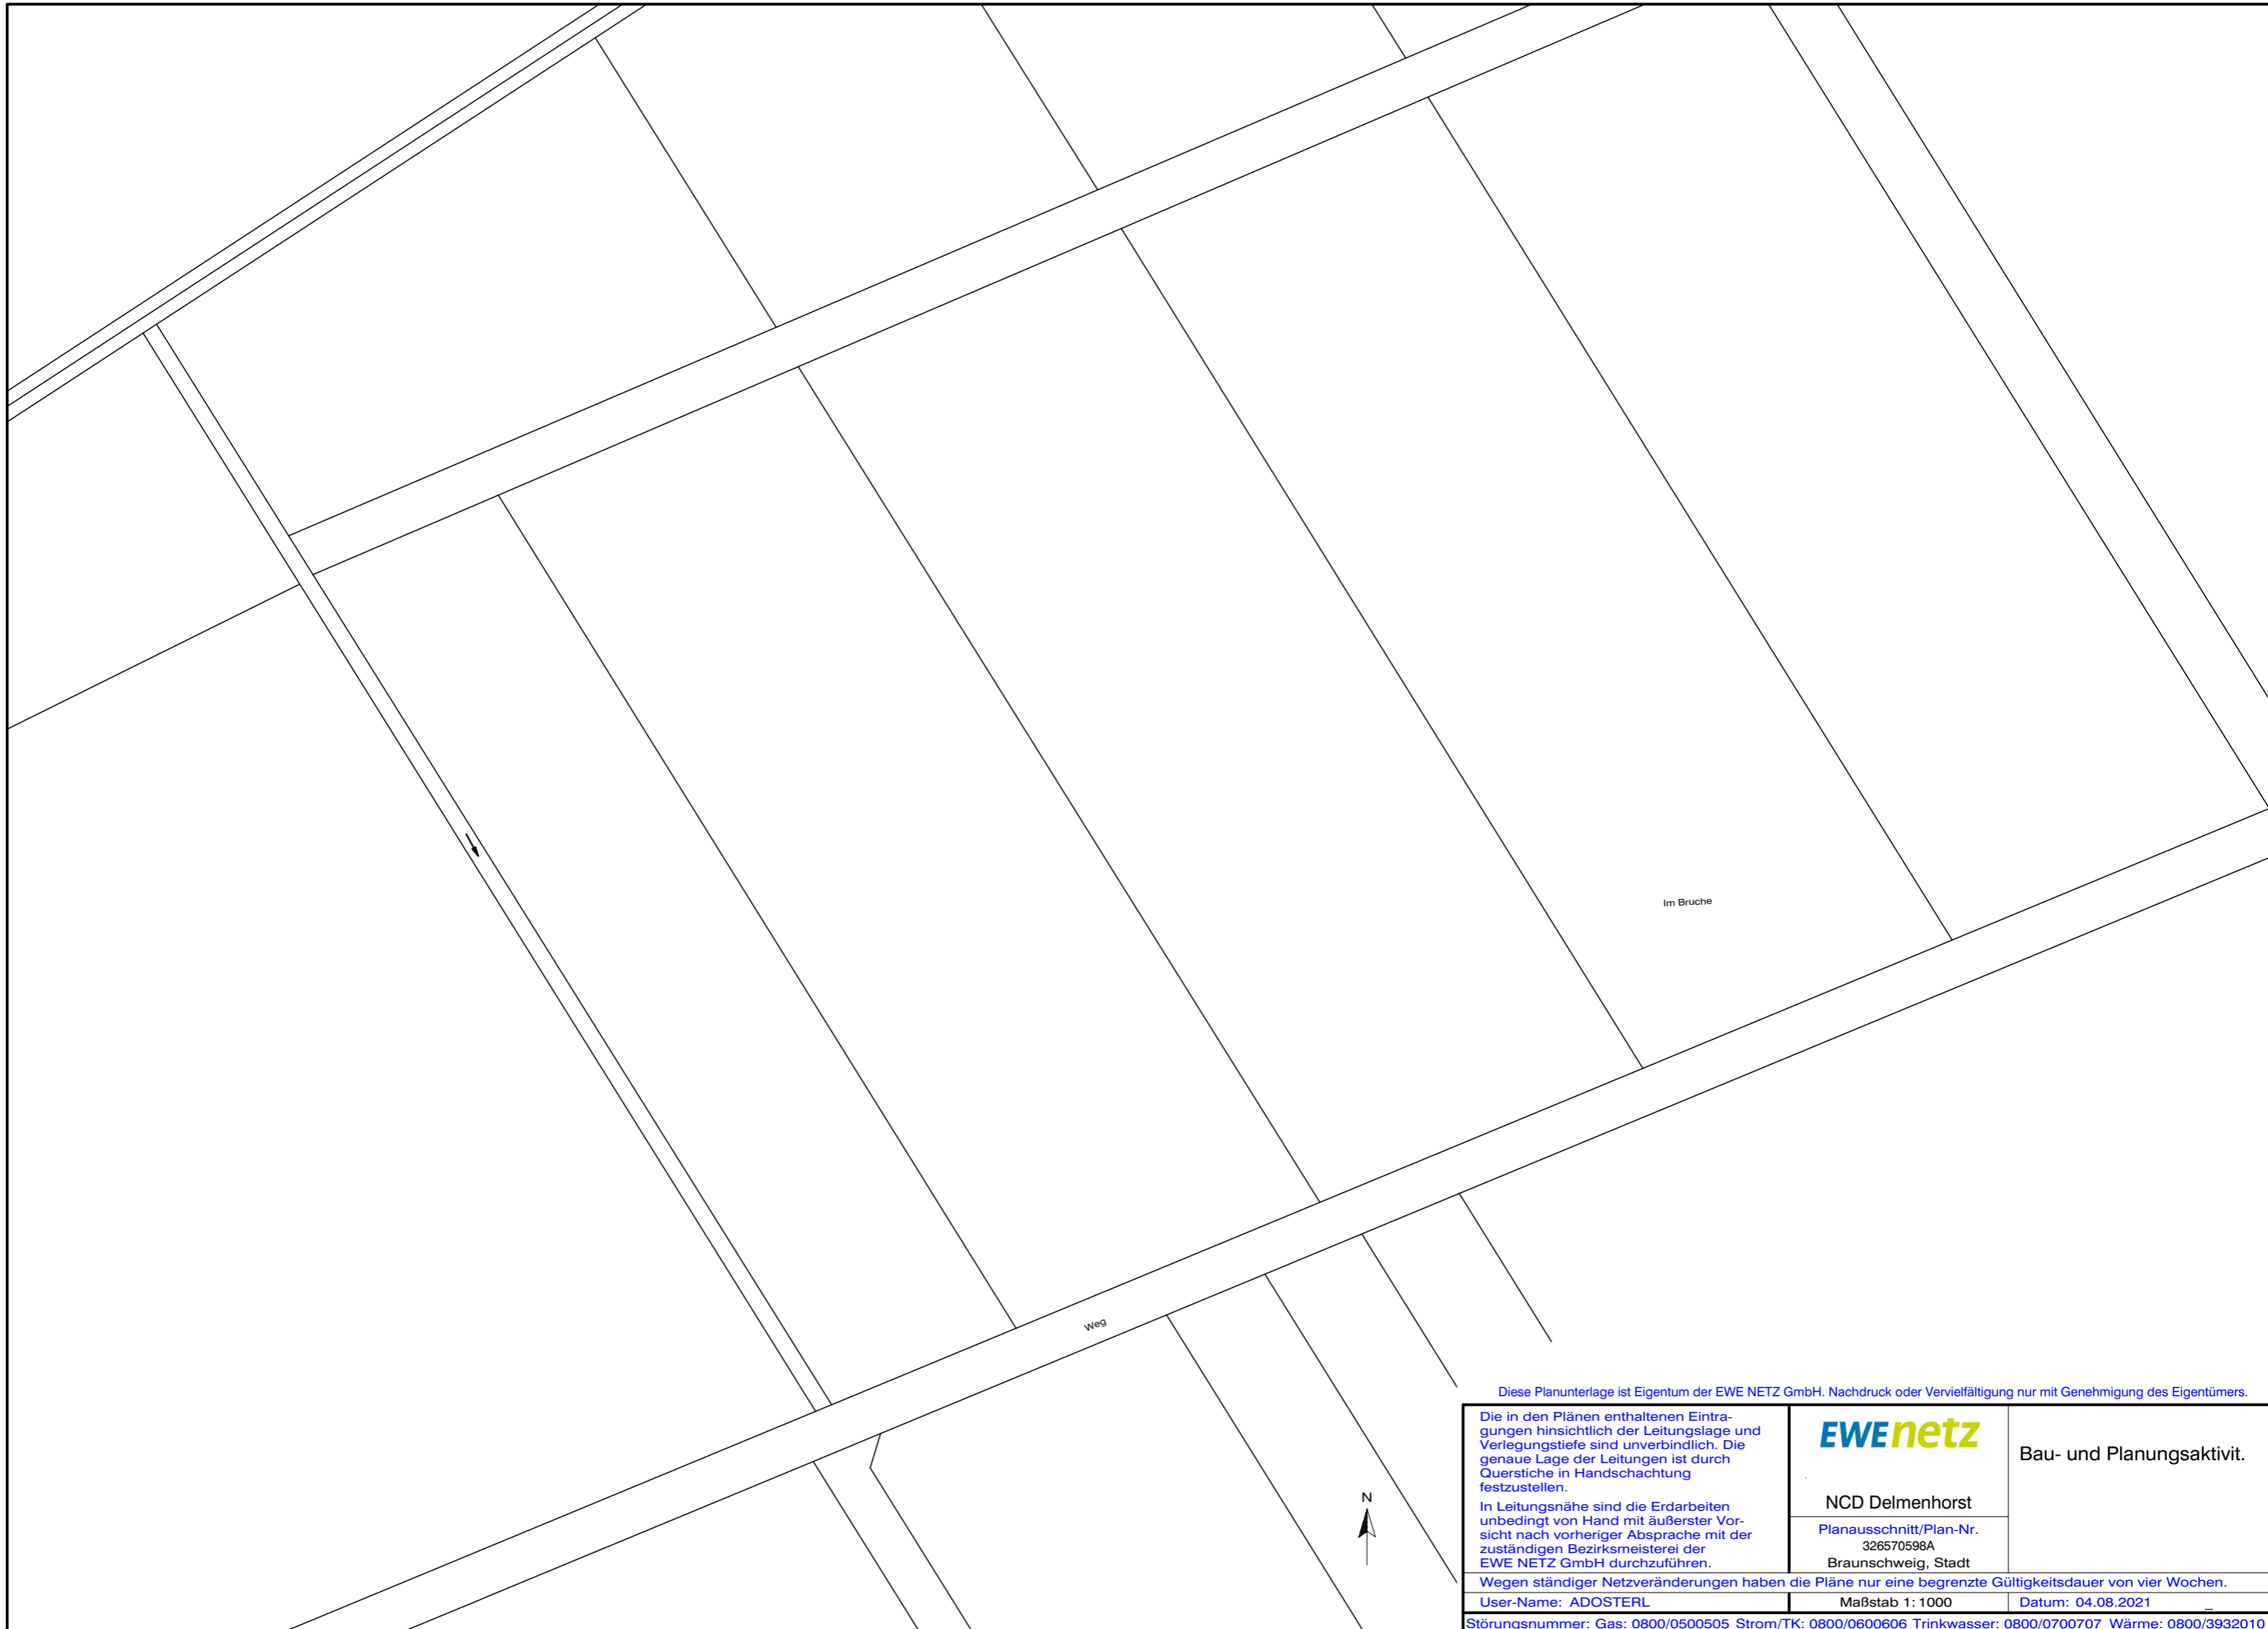 Im Bruche
Weg
N
Diese Planunterlage ist Eigentum der EWE NETZ GmbH. Nachdruck oder Vervielfältigung nur mit Genehmigung des Eigentümers.
Die in den Plänen enthaltenen Eintra-
gungen hinsichtlich der Leitungslage und
Verlegungstiefe sind unverbindlich. Die
genaue Lage der Leitungen ist durch
Querstiche in Handschachtung
festzustellen.
In Leitungsnähe sind die Erdarbeiten
unbedingt von Hand mit äußerster Vor-
sicht nach vorheriger Absprache mit der
zuständigen Bezirksmeisterei der
EWE NETZ GmbH durchzuführen.
EWE netz
NCD Delmenhorst
Planausschnitt/Plan-Nr.
326570598A
Braunschweig, Stadt
Bau- und Planungsaktivit.
Wegen ständiger Netzveränderungen haben die Pläne nur eine begrenzte Gültigkeitsdauer von vier Wochen.
User-Name: ADOSTERL
Maßstab 1: 1000
Datum: 04.08.2021 _
Störungsnummer: Gas: 0800/0500505 Strom/TK: 0800/0600606 Trinkwasser: 0800/0700707 Wärme: 0800/3932010